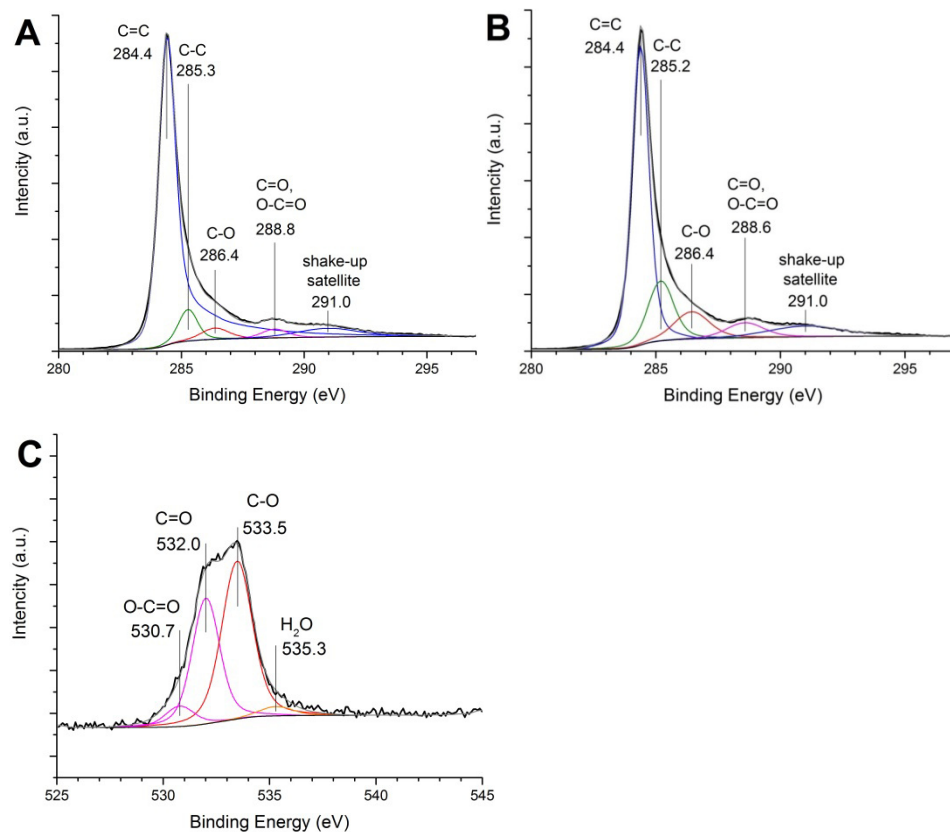 A
C=C
284.4
C-C
285.3
C-O
286.4
C=O,
O-C=O
288.8
shake-up
satellite
291.0
Intencity (a.u.)
280 285 290 295
Binding Energy (eV)
B
C=C
284.4
C-C
285.2
C-O
286.4
C=O,
O-C=O
288.6
shake-up
satellite
291.0
Intencity (a.u.)
280 285 290 295
Binding Energy (eV)
C
O-C=O
530.7
C=O
532.0
C-O
533.5
H₂O
535.3
Intencity (a.u.)
525 530 535 540 545
Binding Energy (eV)